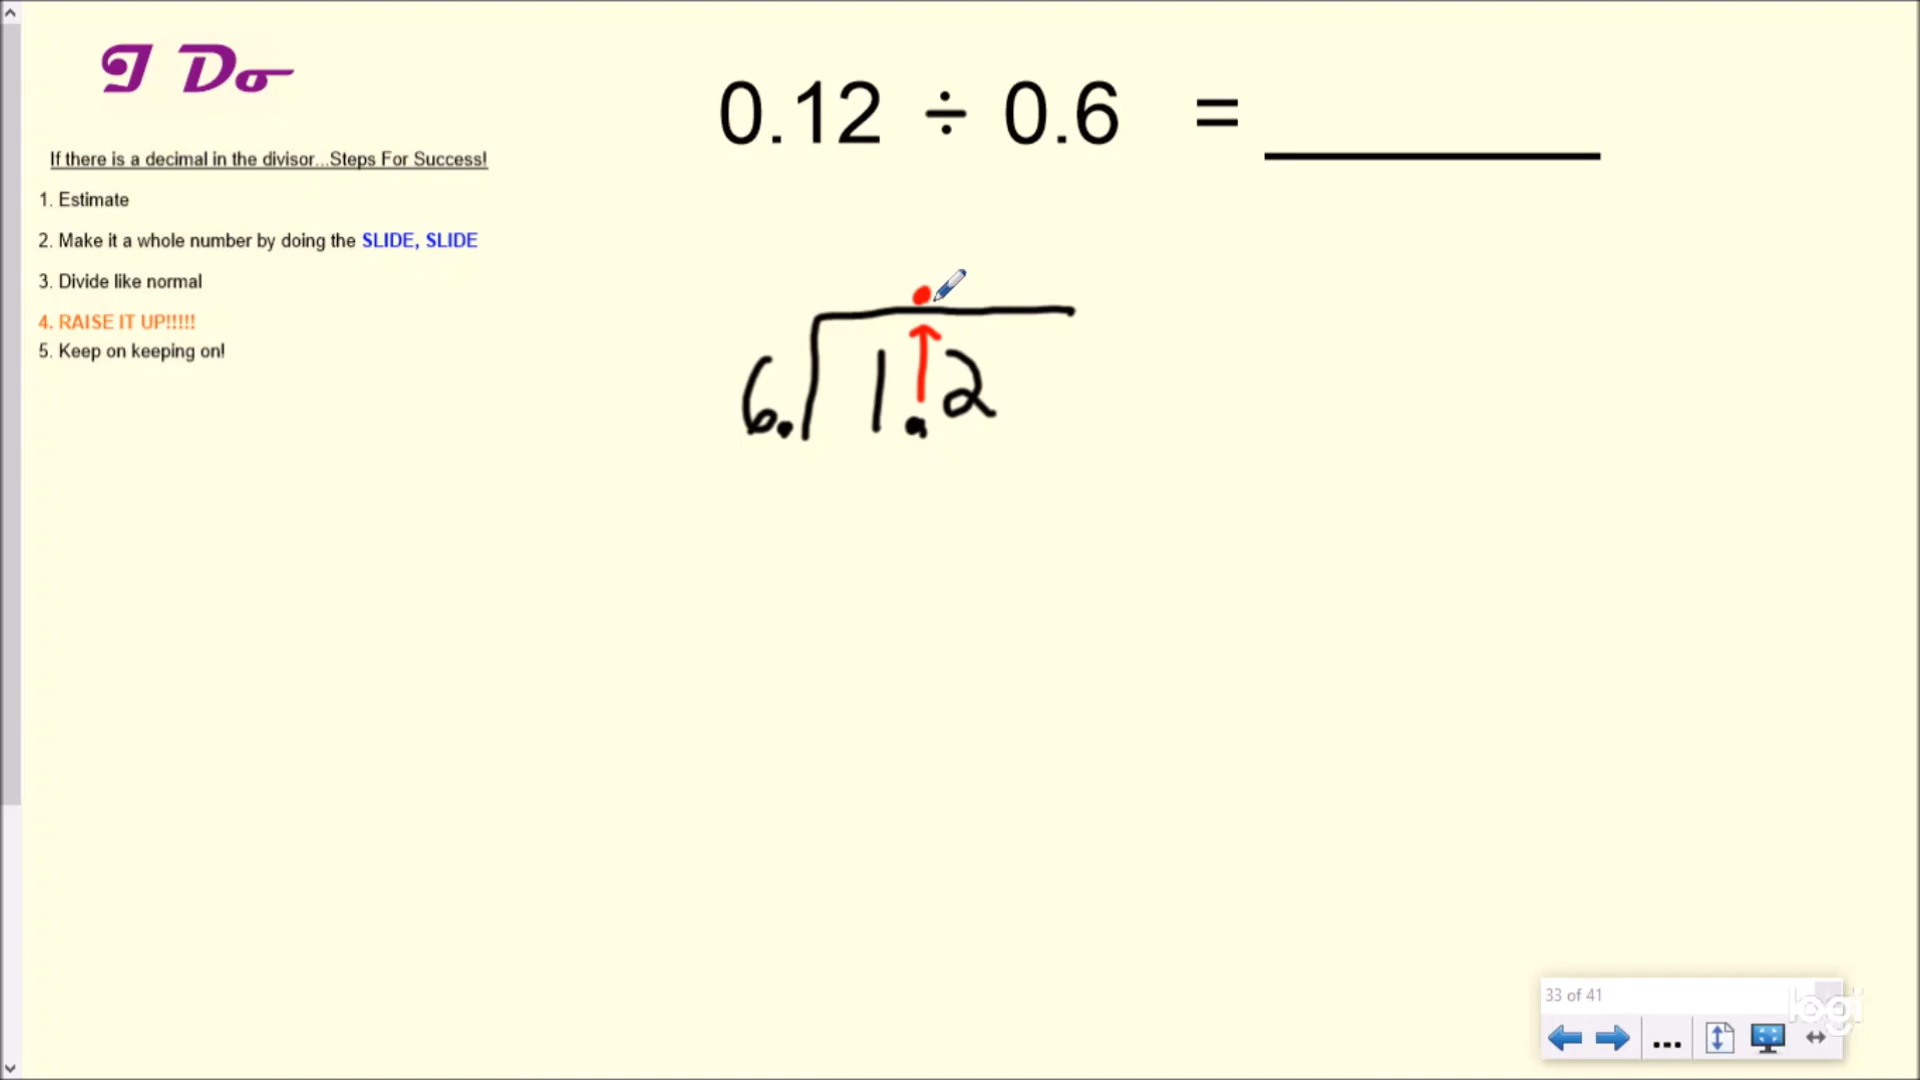 I Do
0.12 ÷ 0.6 = __________
If there is a decimal in the divisor...Steps For Success!
1. Estimate
2. Make it a whole number by doing the SLIDE, SLIDE
3. Divide like normal
4. RAISE IT UP!!!!!
5. Keep on keeping on!
.
6. 1.2
33 of 41
logi
...